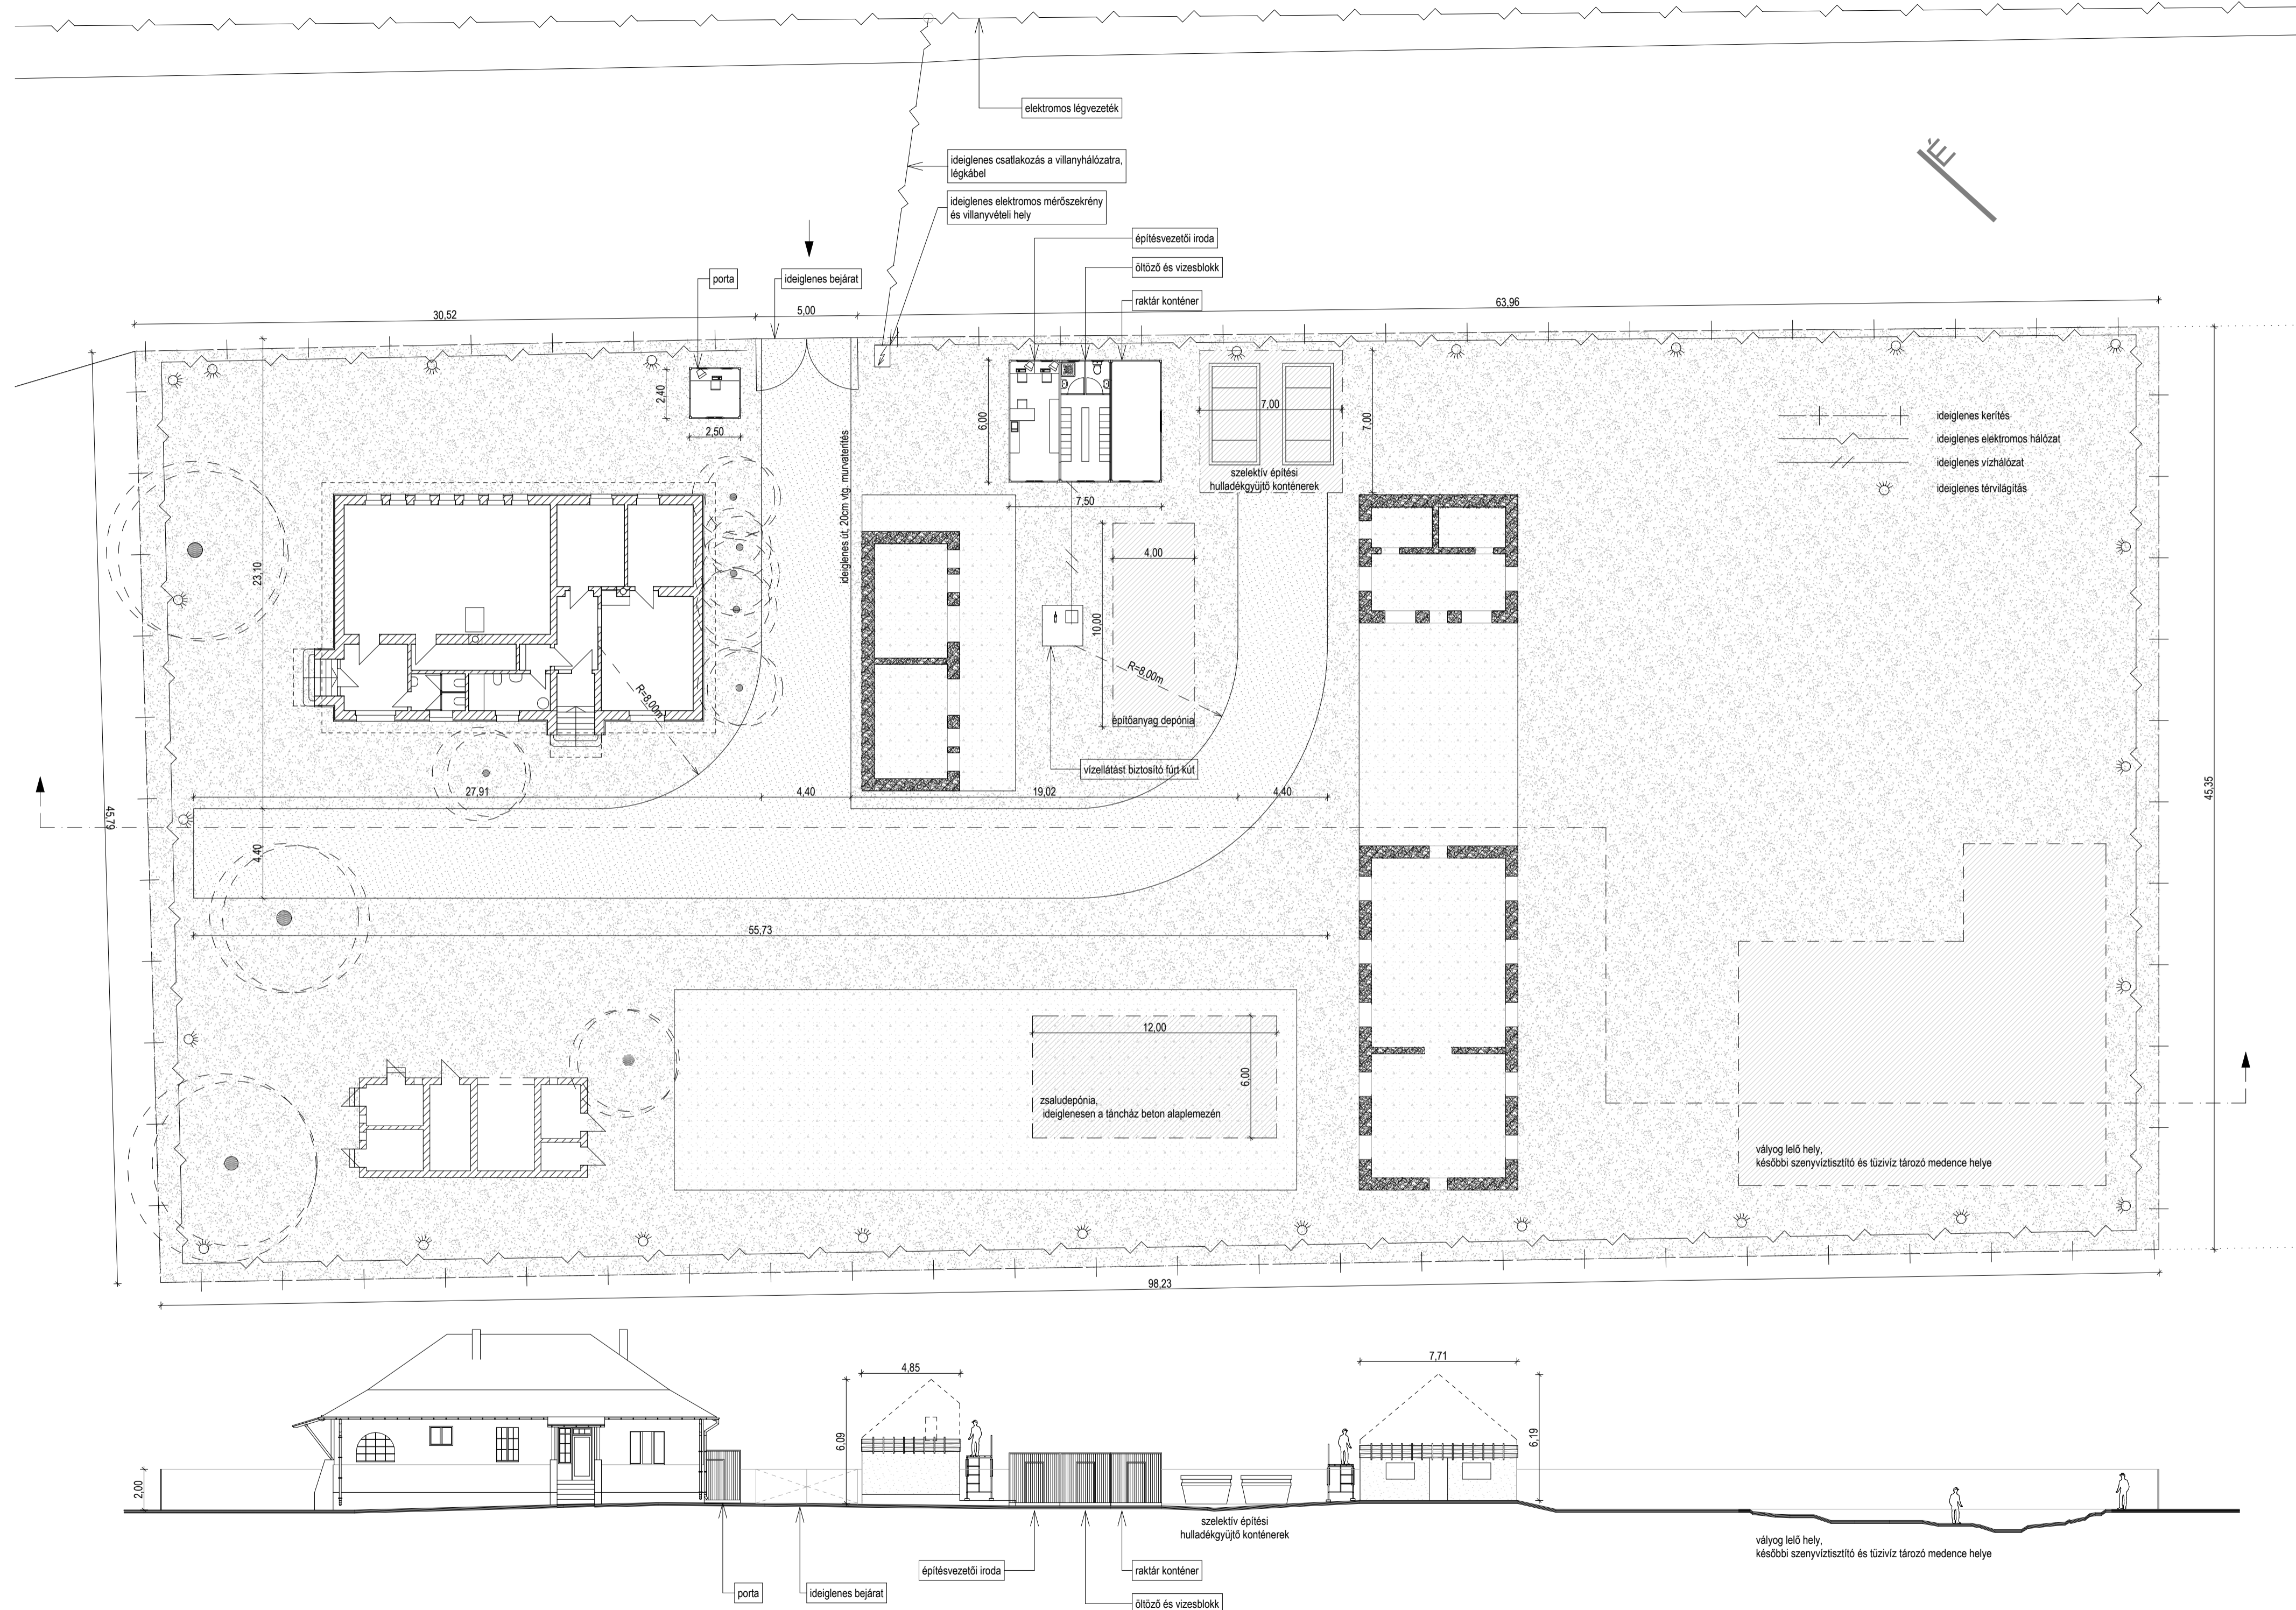 elektromos légvezeték
ideiglenes csatlakozás a villanyhálózatra,
légkábel
ideiglenes elektromos mérőszekrény
és villanyvételi hely
É
építésvezetői iroda
öltöző és vizesblokk
raktár konténer
porta
ideiglenes bejárat
30,52
5,00
63,96
2,40
2,50
6,00
7,50
7,00
7,00
szelektív építési
hulladékgyüjtő konténerek
ideiglenes kerítés
ideiglenes elektromos hálózat
ideiglenes vízhálózat
ideiglenes térvilágítás
ideiglenes út, 20cm vtg. murvaterítés
23,10
4,00
10,00
R=8,00m
R=8,00m
építőanyag depónia
vízellátást biztosító fúrt kút
27,91
4,40
19,02
4,40
45,79
4,40
45,35
55,73
12,00
6,00
zsaludepónia,
ideiglenesen a táncház beton alaplemezén
vályog lelő hely,
későbbi szenyvíztisztító és tüzivíz tározó medence helye
98,23
4,85
7,71
6,09
6,19
2,00
szelektív építési
hulladékgyüjtő konténerek
vályog lelő hely,
későbbi szenyvíztisztító és tüzivíz tározó medence helye
építésvezetői iroda
raktár konténer
porta
ideiglenes bejárat
öltöző és vizesblokk